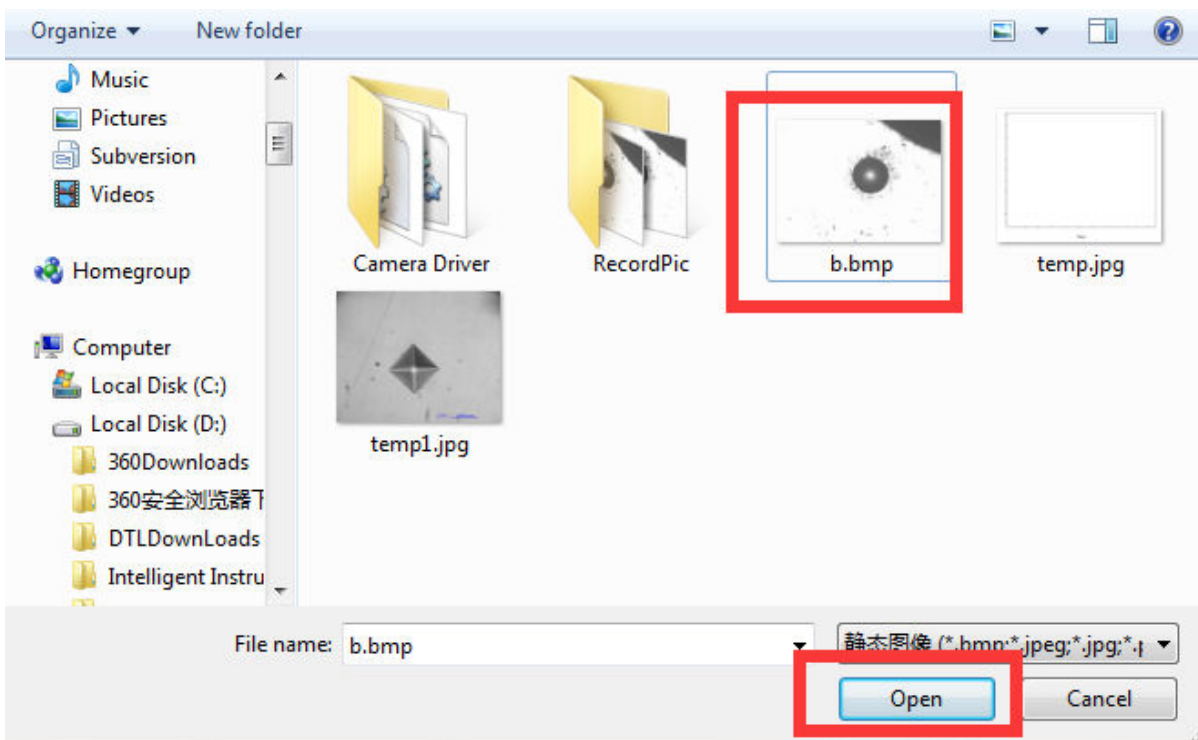 Organize
New folder
Music
Pictures
Subversion
Videos
Homegroup
Computer
Local Disk (C:)
Local Disk (D:)
360Downloads
360安全浏览器下
DTLDownLoads
Intelligent Instru
Camera Driver
RecordPic
b.bmp
temp.jpg
temp1.jpg
File name: b.bmp
静态图像 (*.bmp;*.jpeg;*.jpg;*.p
Open
Cancel